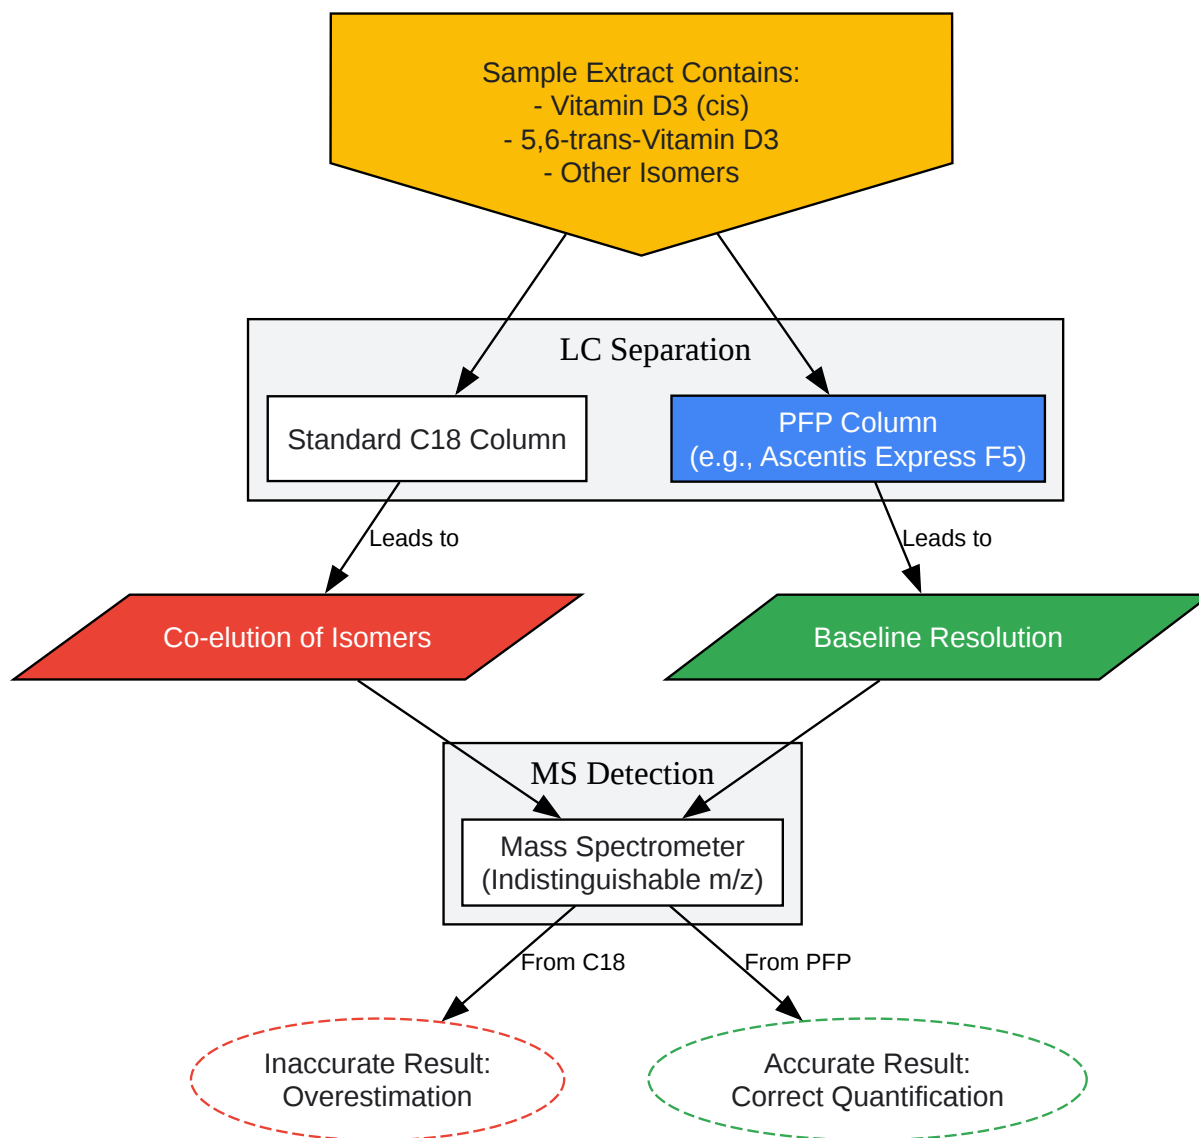 Sample Extract Contains:
- Vitamin D3 (cis)
- 5,6-trans-Vitamin D3
- Other Isomers
LC Separation
Standard C18 Column
PFP Column
(e.g., Ascentis Express F5)
Leads to
Leads to
Co-elution of Isomers
Baseline Resolution
MS Detection
Mass Spectrometer
(Indistinguishable m/z)
From C18
From PFP
Inaccurate Result:
Overestimation
Accurate Result:
Correct Quantification